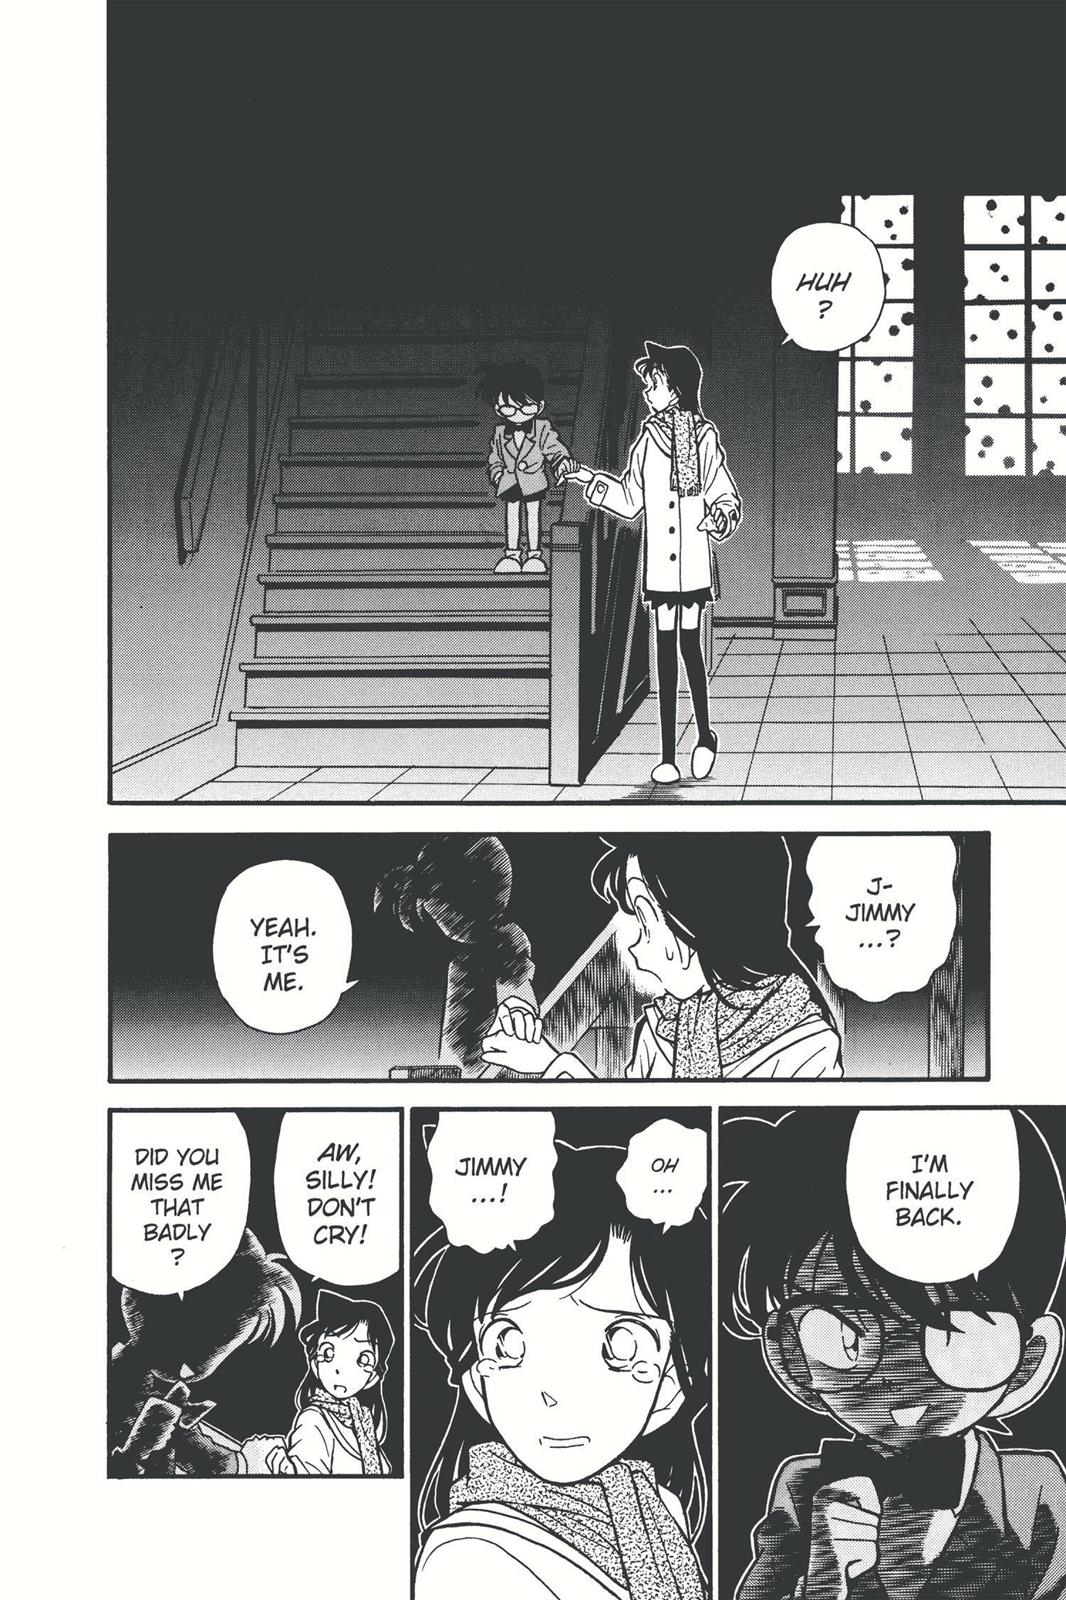 HUH
?
J-
JIMMY
...?
YEAH.
IT'S
ME.
I'M
FINALLY
BACK.
OH
...
JIMMY
...!
AW,
SILLY!
DON'T
CRY!
DID YOU
MISS ME
THAT
BADLY
?